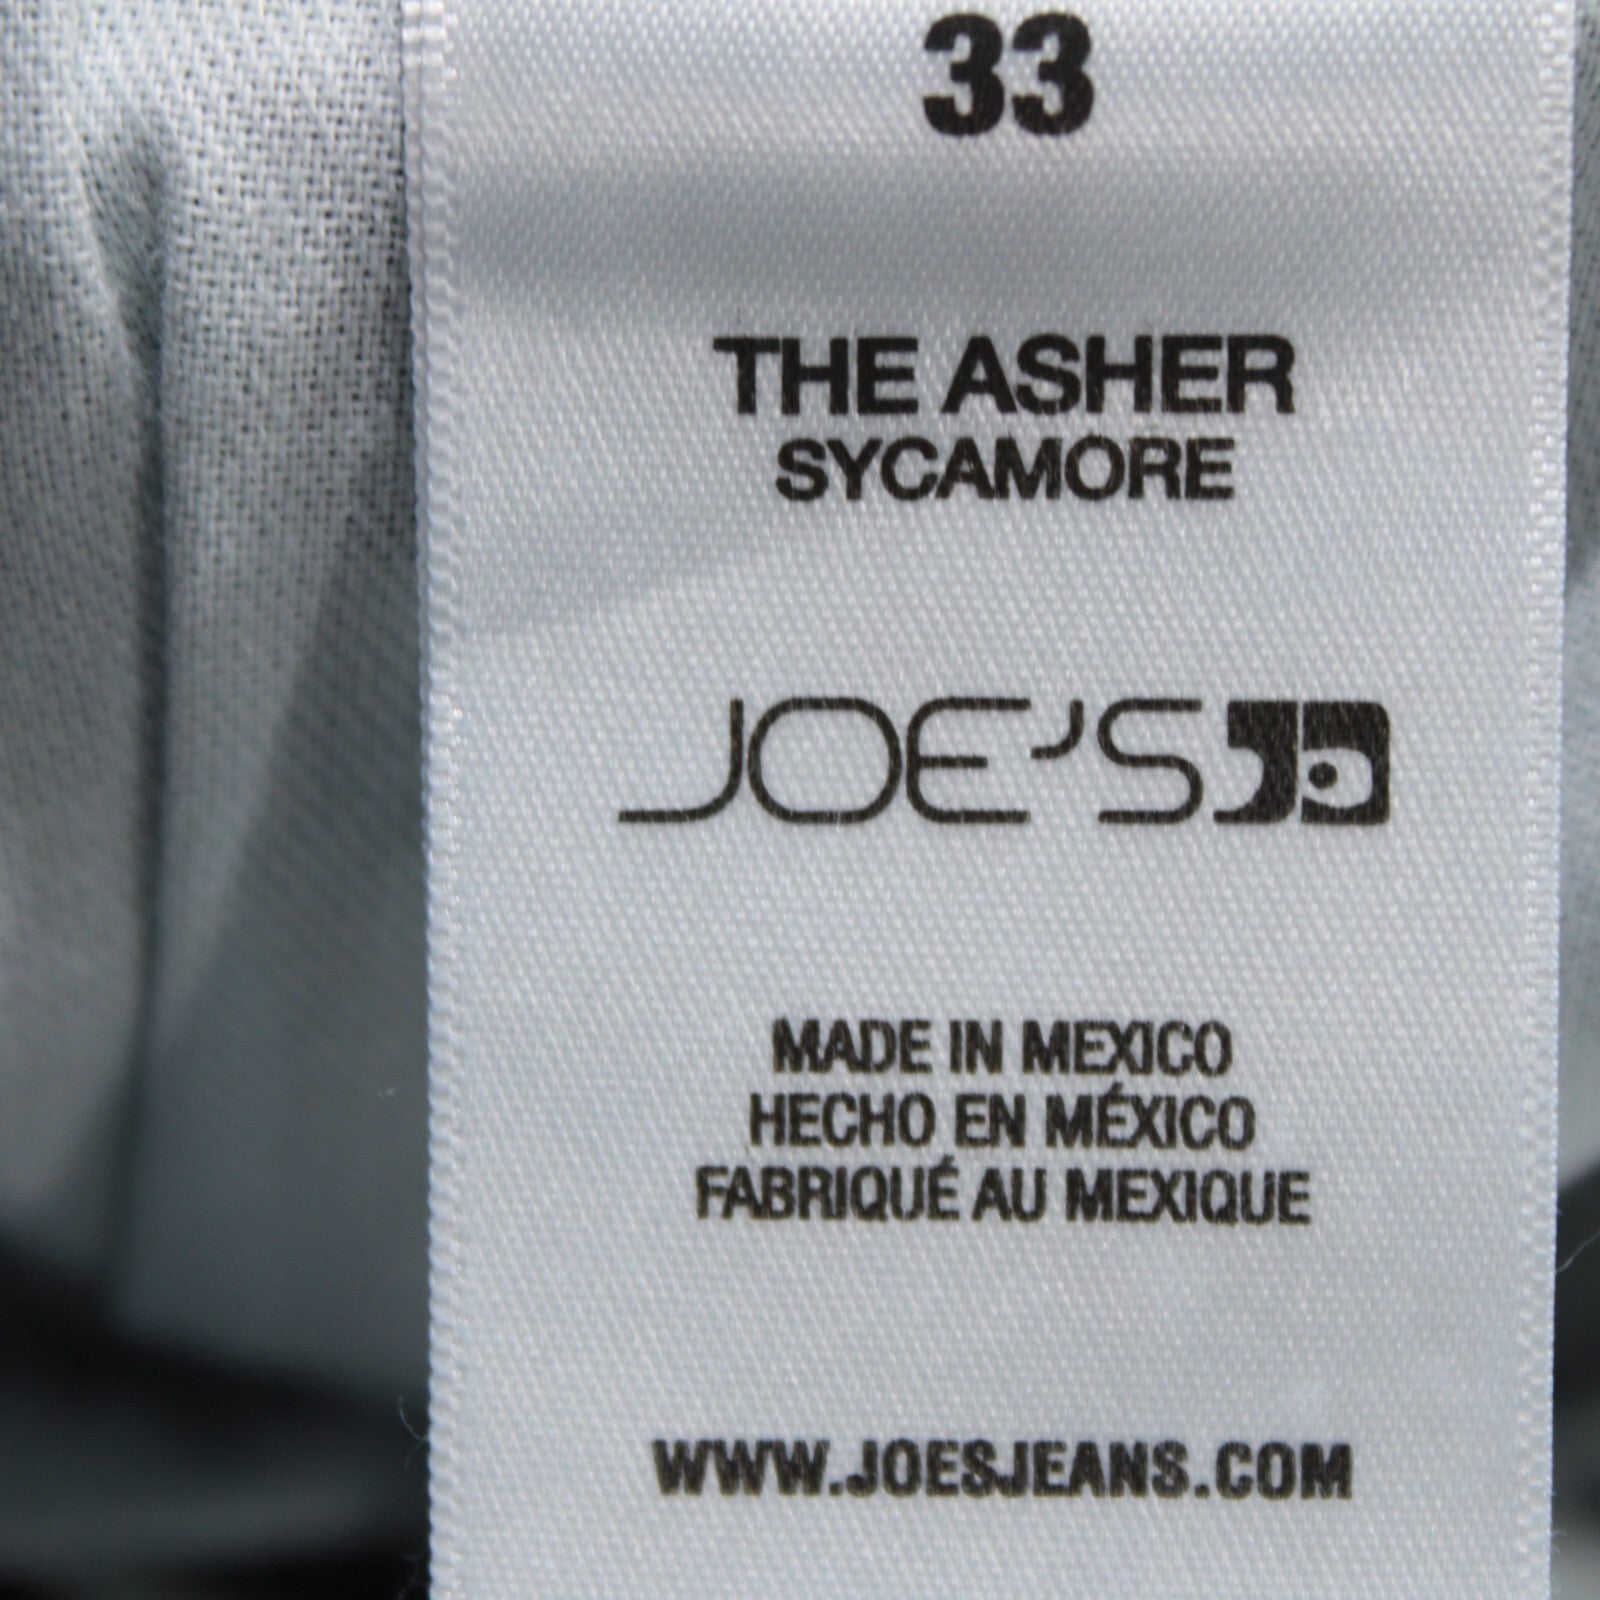 33
THE ASHER
SYCAMORE
JOE'S
MADE IN MEXICO
HECHO EN MÉXICO
FABRIQUÉ AU MEXIQUE
WWW.JOESJEANS.COM